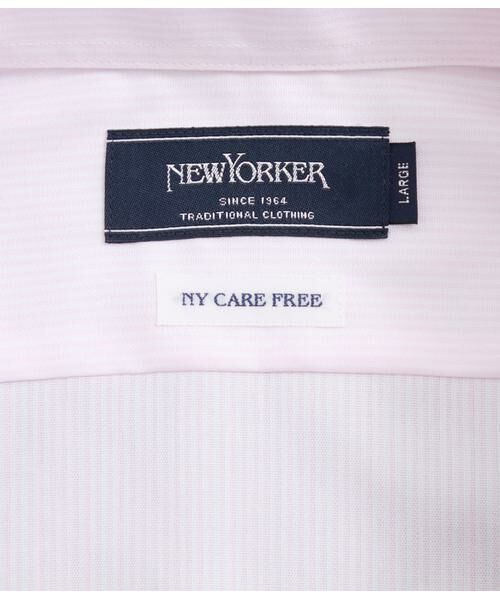 NEWYORKER
SINCE 1964
TRADITIONAL CLOTHING
LARGE
NY CARE FREE